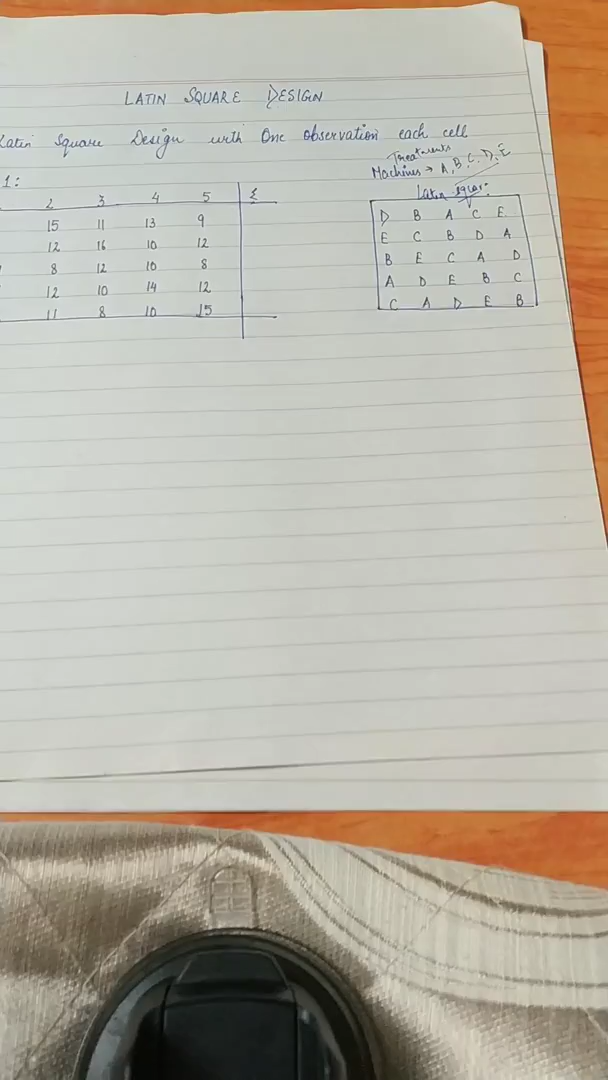 LATIN SQUARE DESIGN
Latin Square Design with One observation each cell
Treatments
Machines → A, B, C, D, E
1:
Latin square
2 3 4 5 Σ
15 11 13 9
12 16 10 12
8 12 10 8
12 10 14 12
11 8 10 15
D B A C E
E C B D A
B E C A D
A D E B C
C A D E B